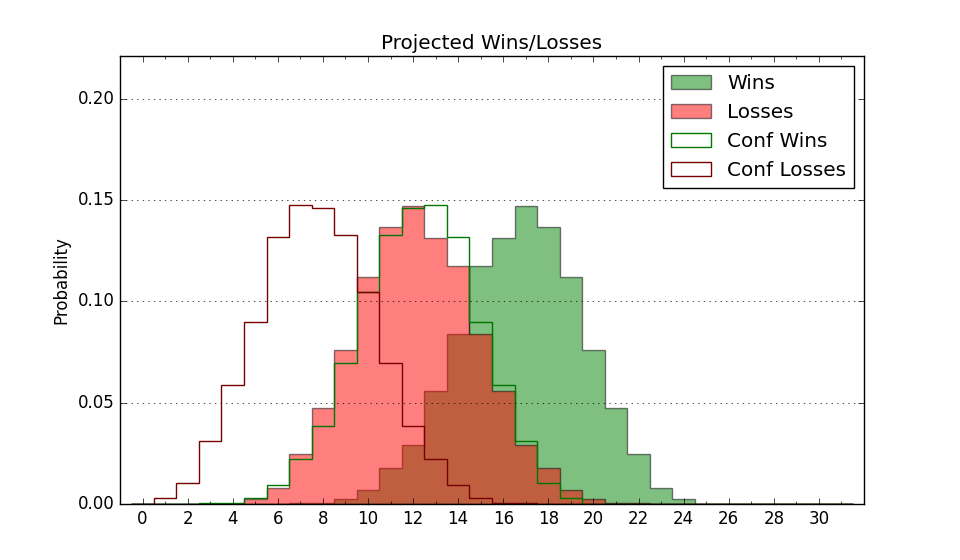 Projected Wins/Losses
Wins
Losses
Conf Wins
Conf Losses
Probability
0.20
0.15
0.10
0.05
0.00
0 2 4 6 8 10 12 14 16 18 20 22 24 26 28 30